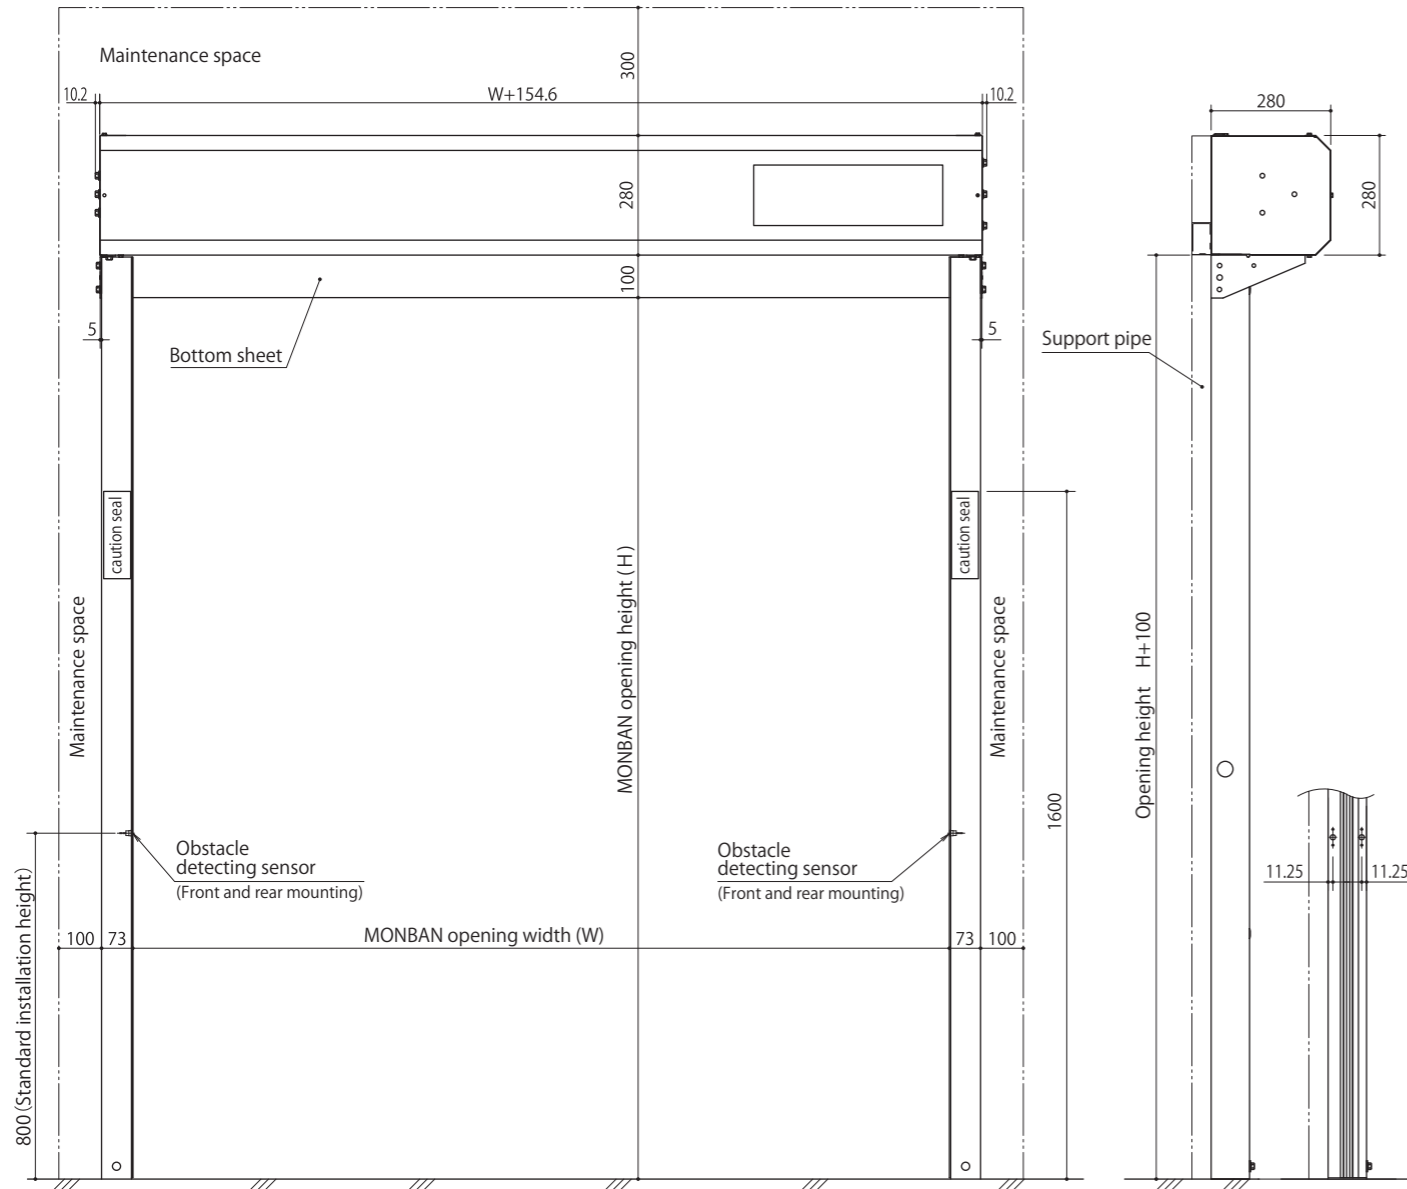 Maintenance space
300
10.2
W+154.6
10.2
280
280
280
100
5
5
Bottom sheet
Support pipe
caution seal
caution seal
MONBAN opening height (H)
Maintenance space
Maintenance space
Opening height H+100
1600
Obstacle
detecting sensor
(Front and rear mounting)
Obstacle
detecting sensor
(Front and rear mounting)
11.25
11.25
800 (Standard installation height)
100
73
MONBAN opening width (W)
73
100